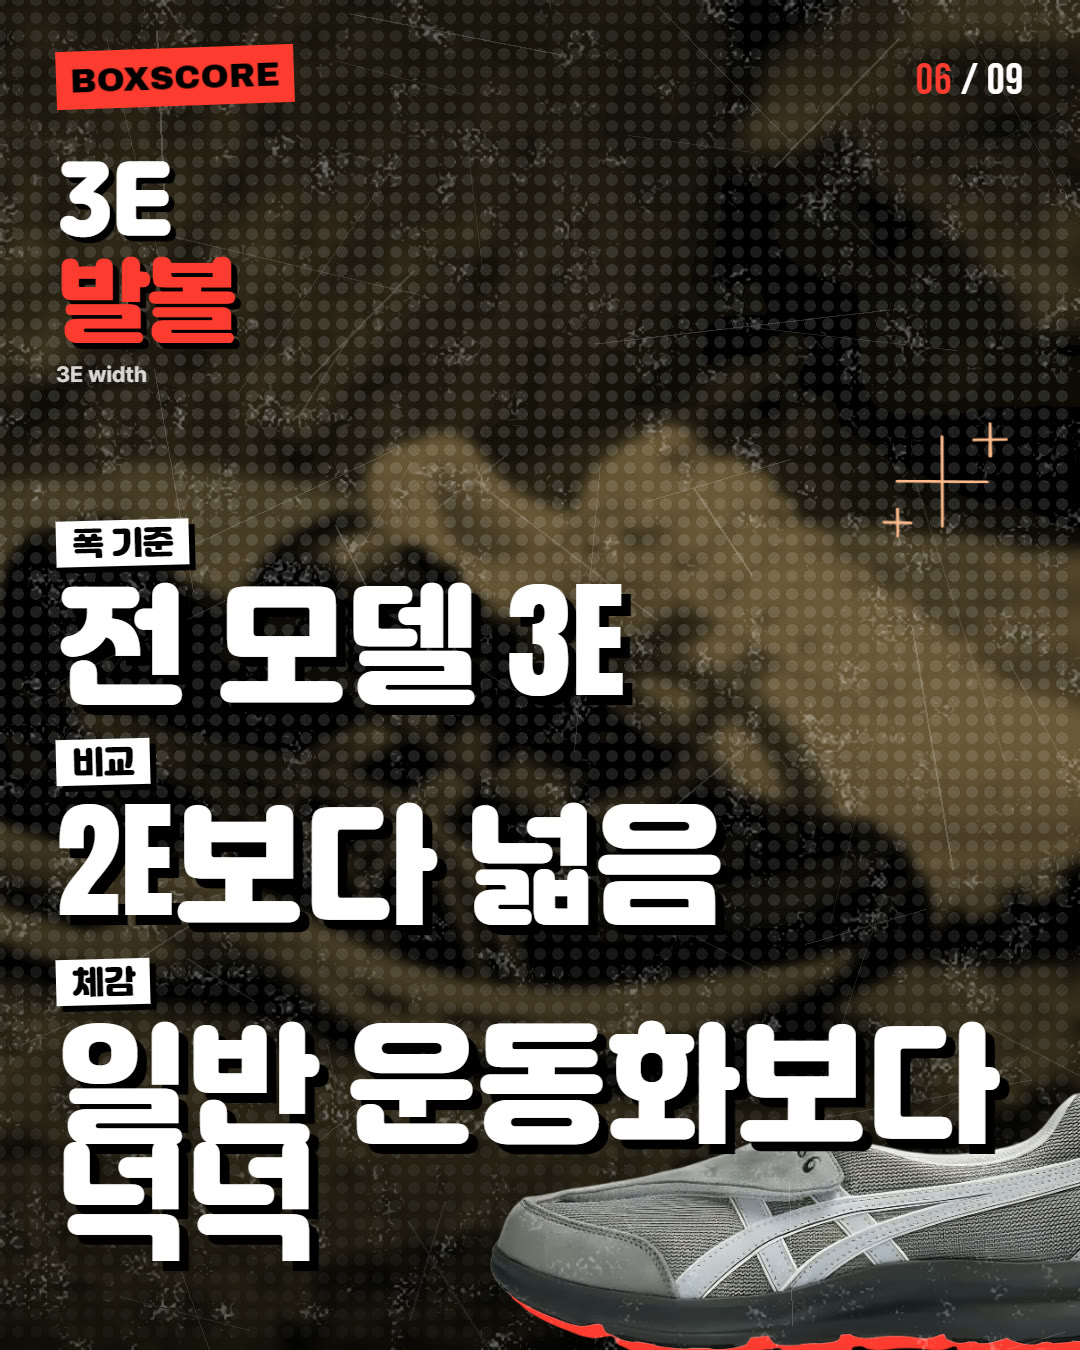 BOXSCORE
06 / 09
3E
발볼
3E width
폭 기준
전 모델 3E
비교
2E보다 넓음
체감
일반 운동화보다
넉넉